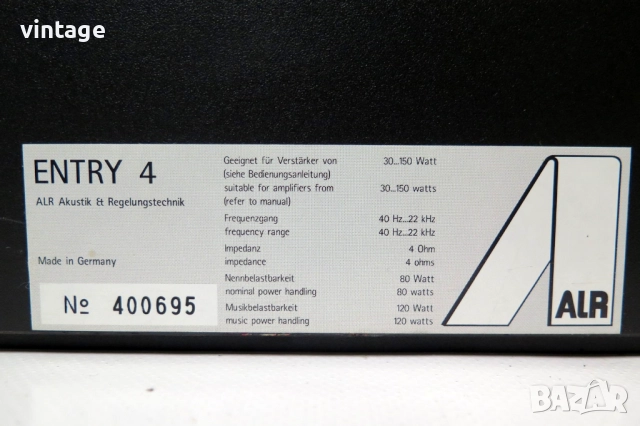 vintage
ENTRY 4
ALR Akustik & Regelungstechnik
Made in Germany
№ 400695
Geeignet für Verstärker von 30...150 Watt
(siehe Bedienungsanleitung)
suitable for amplifiers from 30...150 watts
(refer to manual)
Frequenzgang 40 Hz...22 kHz
frequency range 40 Hz...22 kHz
Impedanz 4 Ohm
impedance 4 ohms
Nennbelastbarkeit 80 Watt
nominal power handling 80 watts
Musikbelastbarkeit 120 Watt
music power handling 120 watts
ALR
BAZAR